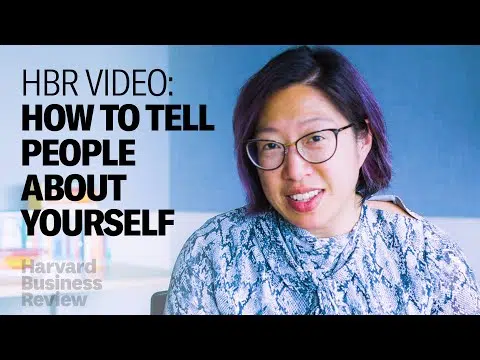 HBR VIDEO:
HOW TO TELL
PEOPLE
ABOUT
YOURSELF
Harvard
Business
Review